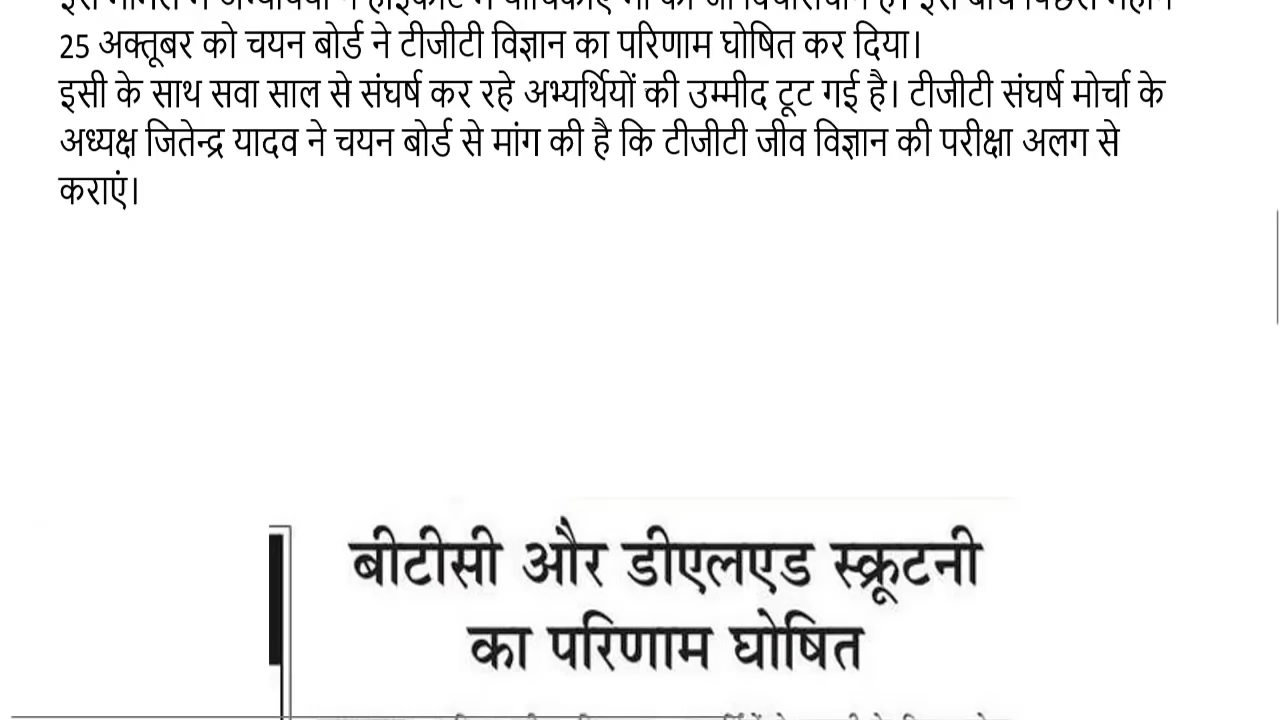 25 अक्तूबर को चयन बोर्ड ने टीजीटी विज्ञान का परिणाम घोषित कर दिया।
इसी के साथ सवा साल से संघर्ष कर रहे अभ्यर्थियों की उम्मीद टूट गई है। टीजीटी संघर्ष मोर्चा के
अध्यक्ष जितेन्द्र यादव ने चयन बोर्ड से मांग की है कि टीजीटी जीव विज्ञान की परीक्षा अलग से
कराएं।
बीटीसी और डीएलएड स्क्रूटनी
का परिणाम घोषित